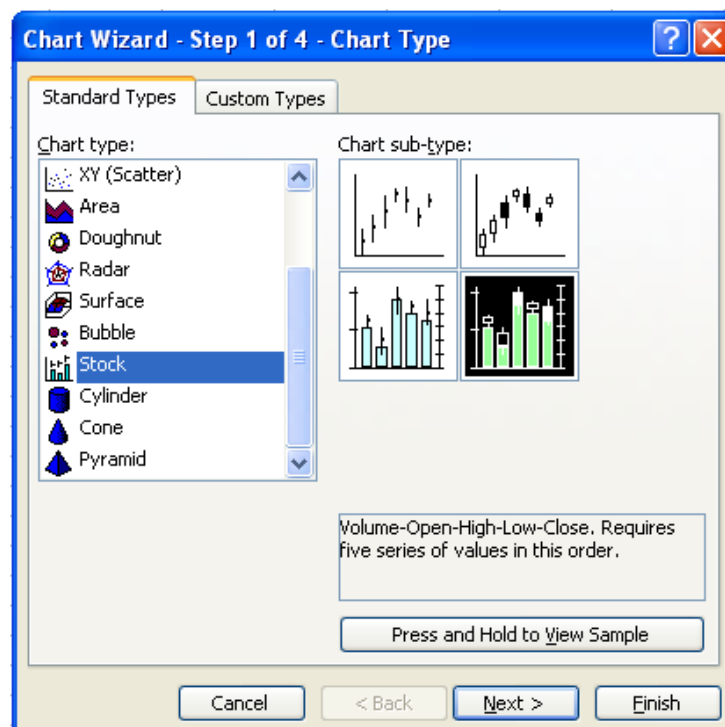 Chart Wizard - Step 1 of 4 - Chart Type
Standard Types
Custom Types
Chart type:
XY (Scatter)
Area
Doughnut
Radar
Surface
Bubble
Stock
Cylinder
Cone
Pyramid
Chart sub-type:
Volume-Open-High-Low-Close. Requires
five series of values in this order.
Press and Hold to View Sample
Cancel
< Back
Next >
Finish